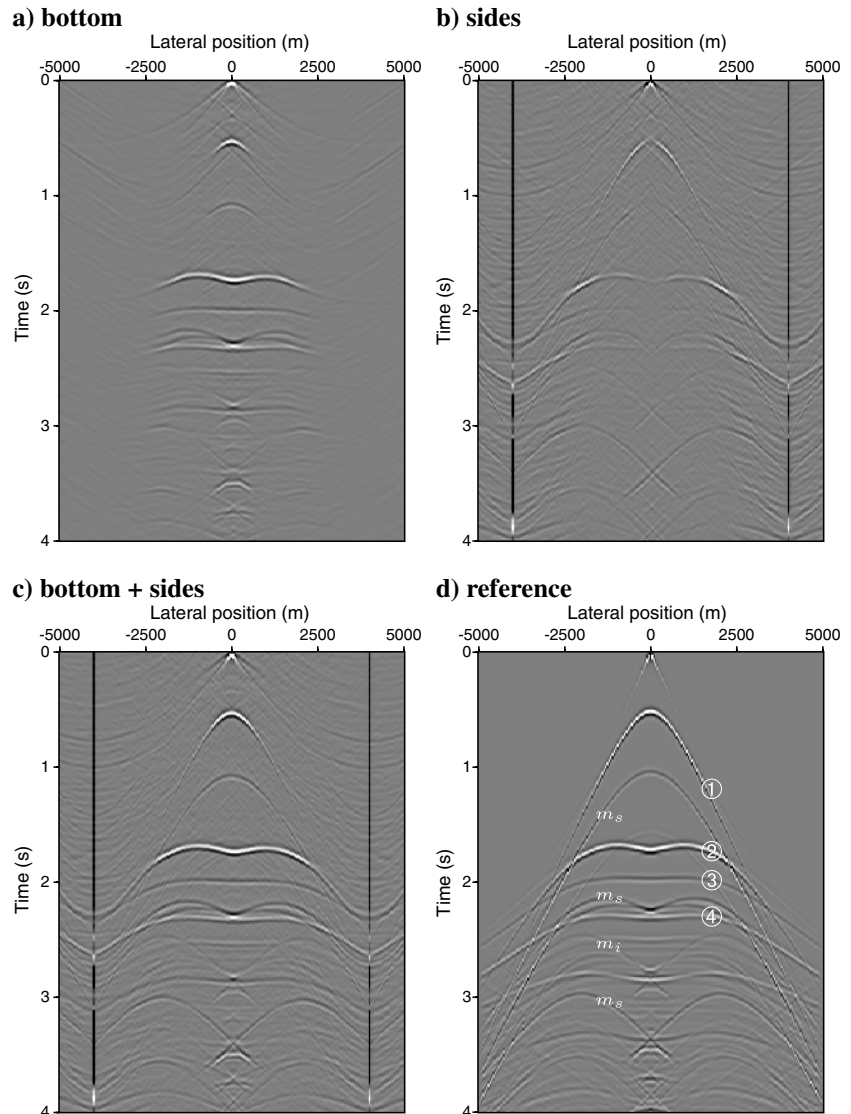 a) bottom
Lateral position (m)
-5000 -2500 0 2500 5000
0
1
2
3
4
Time (s)
b) sides
Lateral position (m)
-5000 -2500 0 2500 5000
0
1
2
3
4
Time (s)
c) bottom + sides
Lateral position (m)
-5000 -2500 0 2500 5000
0
1
2
3
4
Time (s)
d) reference
Lateral position (m)
-5000 -2500 0 2500 5000
0
1
2
3
4
Time (s)
①
m_s
②
③
m_s
④
m_i
m_s